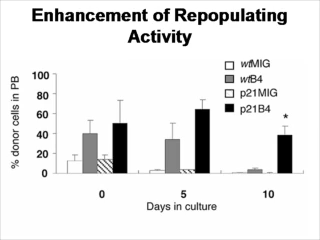 Enhancement of Repopulating
Activity
wtMIG
wtB4
p21MIG
p21B4
% donor cells in PB
100
80
60
40
20
0
*
0
5
10
Days in culture